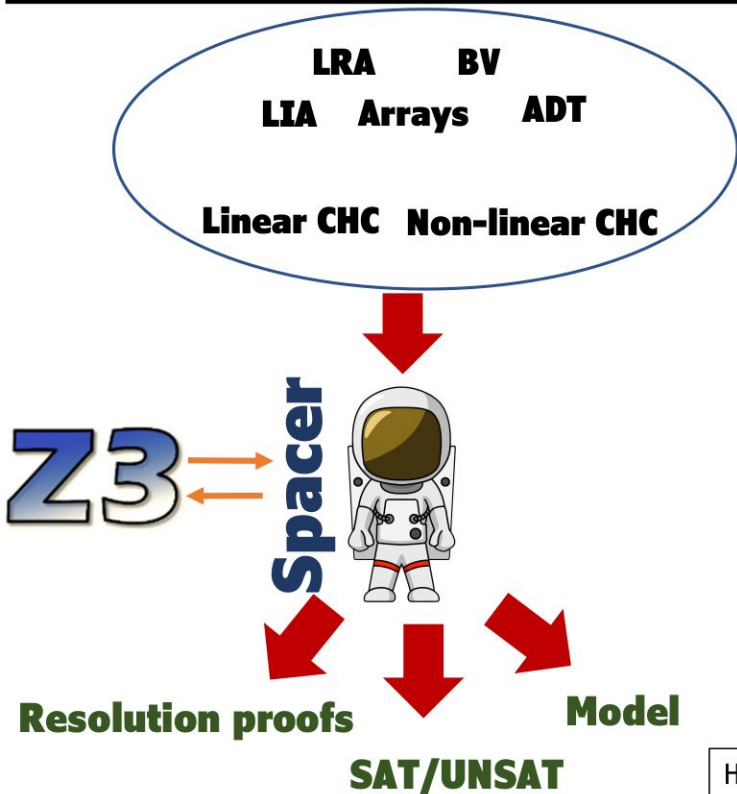 LRA BV
LIA Arrays ADT
Linear CHC Non-linear CHC
Z3
Spacer
Resolution proofs
Model
SAT/UNSAT
H